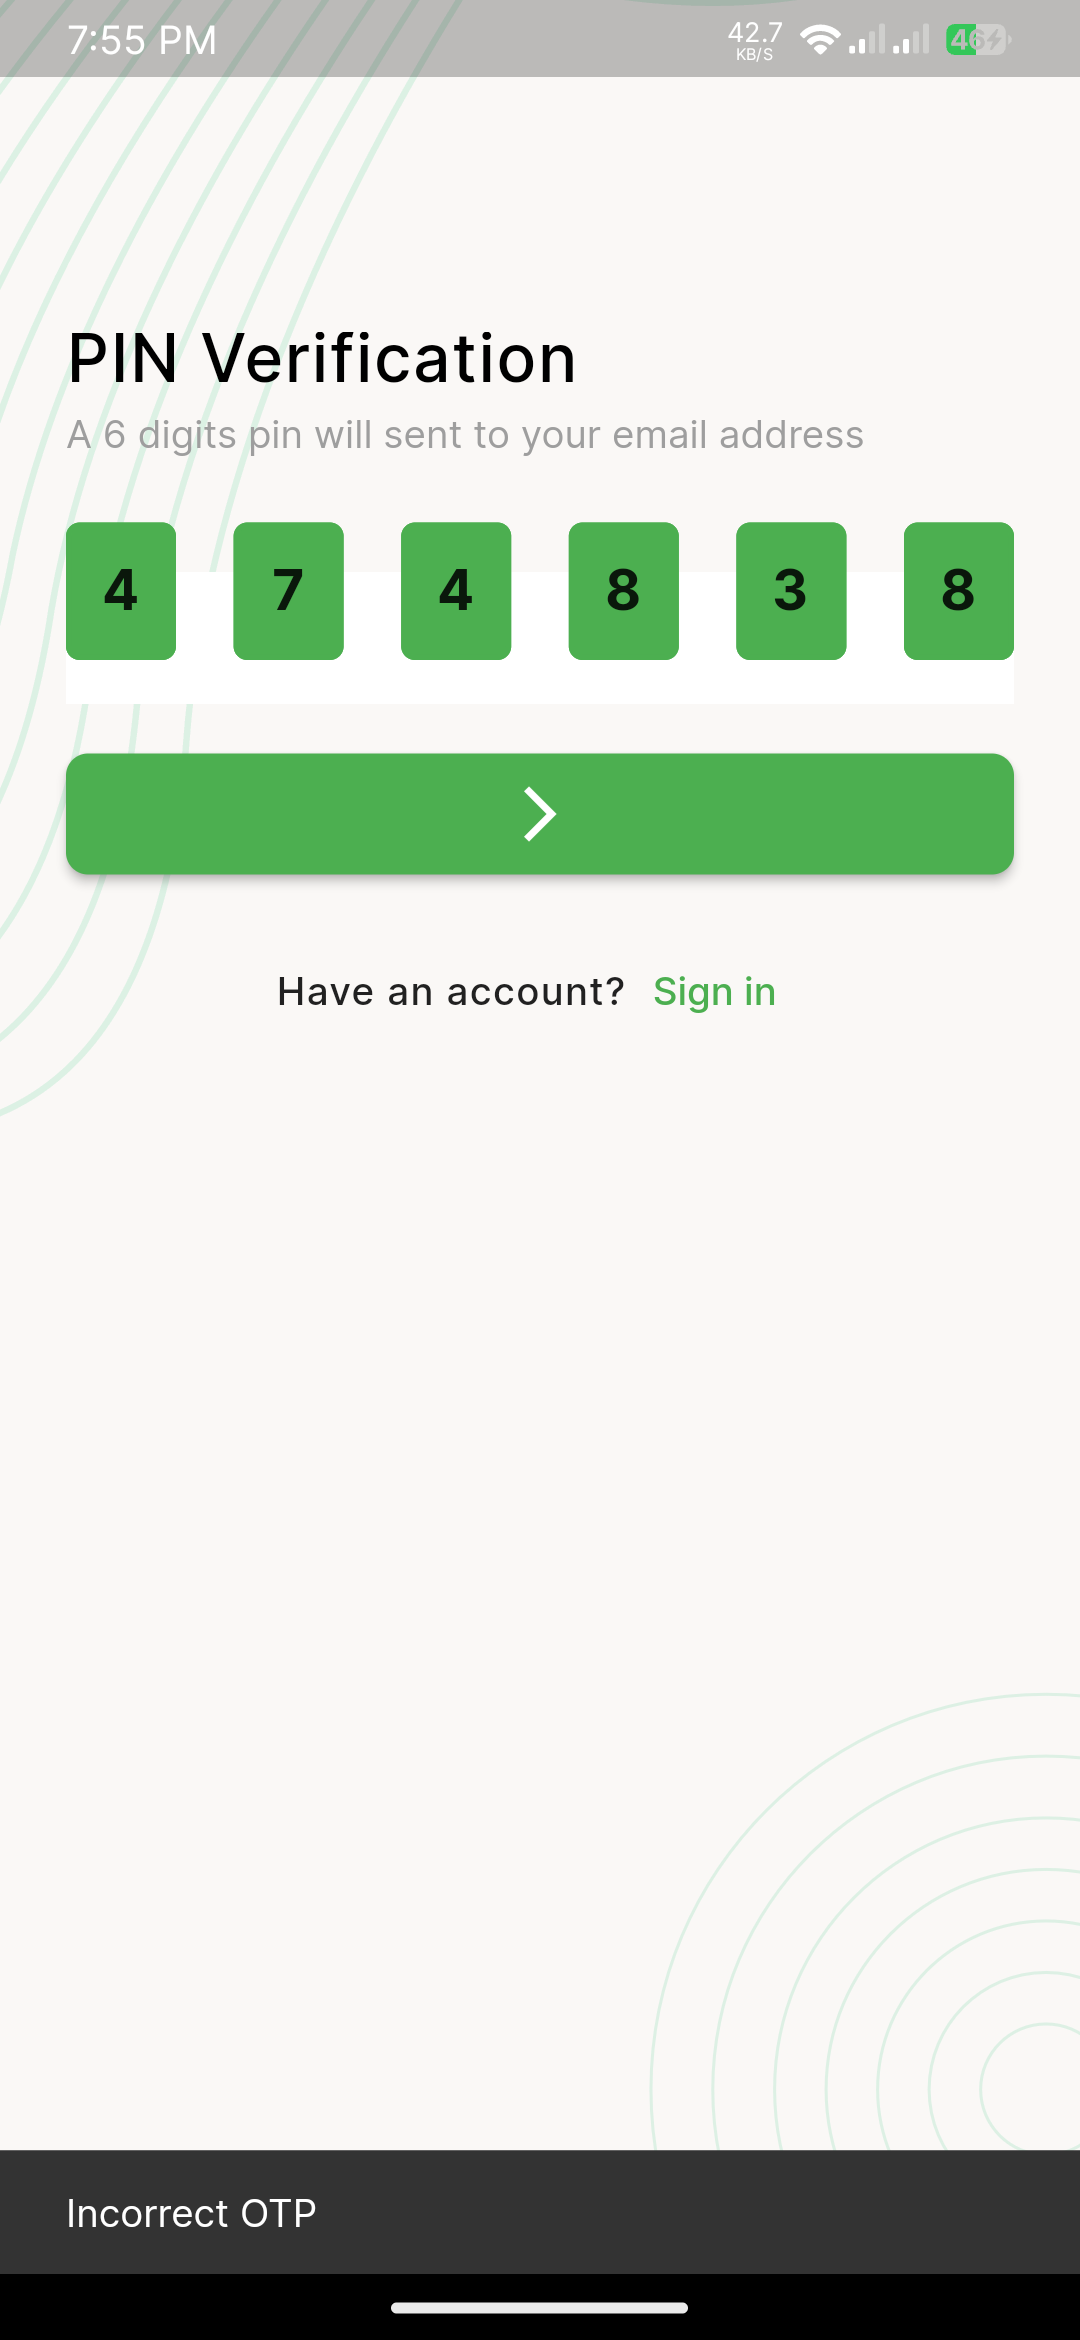 7:55 PM
42.7
KB/S
46
PIN Verification
A 6 digits pin will sent to your email address
4 7 4 8 3 8
Have an account? Sign in
Incorrect OTP